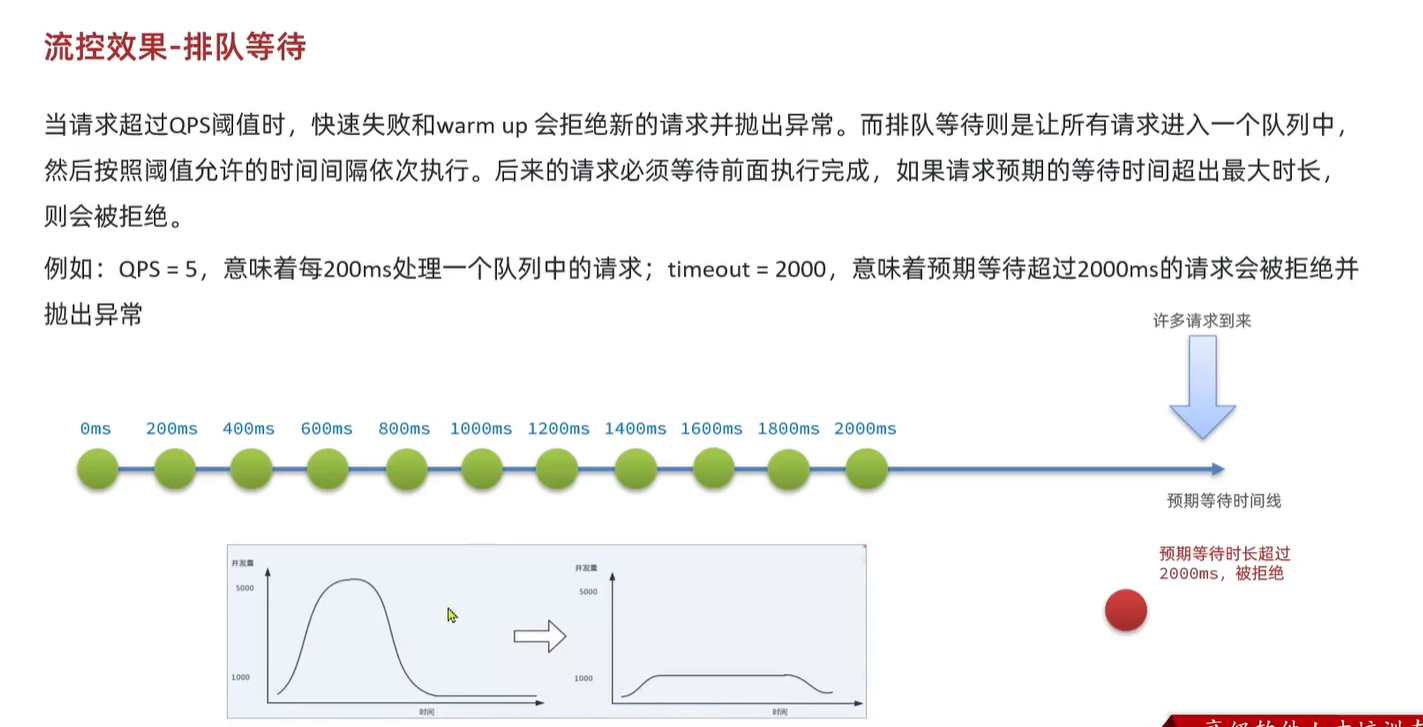 流控效果-排队等待
当请求超过QPS阈值时，快速失败和warm up 会拒绝新的请求并抛出异常。而排队等待则是让所有请求进入一个队列中，
然后按照阈值允许的时间间隔依次执行。后来的请求必须等待前面执行完成，如果请求预期的等待时间超出最大时长，
则会被拒绝。
例如：QPS = 5，意味着每200ms处理一个队列中的请求；timeout = 2000，意味着预期等待超过2000ms的请求会被拒绝并
抛出异常
许多请求到来
0ms 200ms 400ms 600ms 800ms 1000ms 1200ms 1400ms 1600ms 1800ms 2000ms
预期等待时间线
预期等待时长超过
2000ms，被拒绝
并发量
5000
1000
时间
并发量
5000
1000
时间